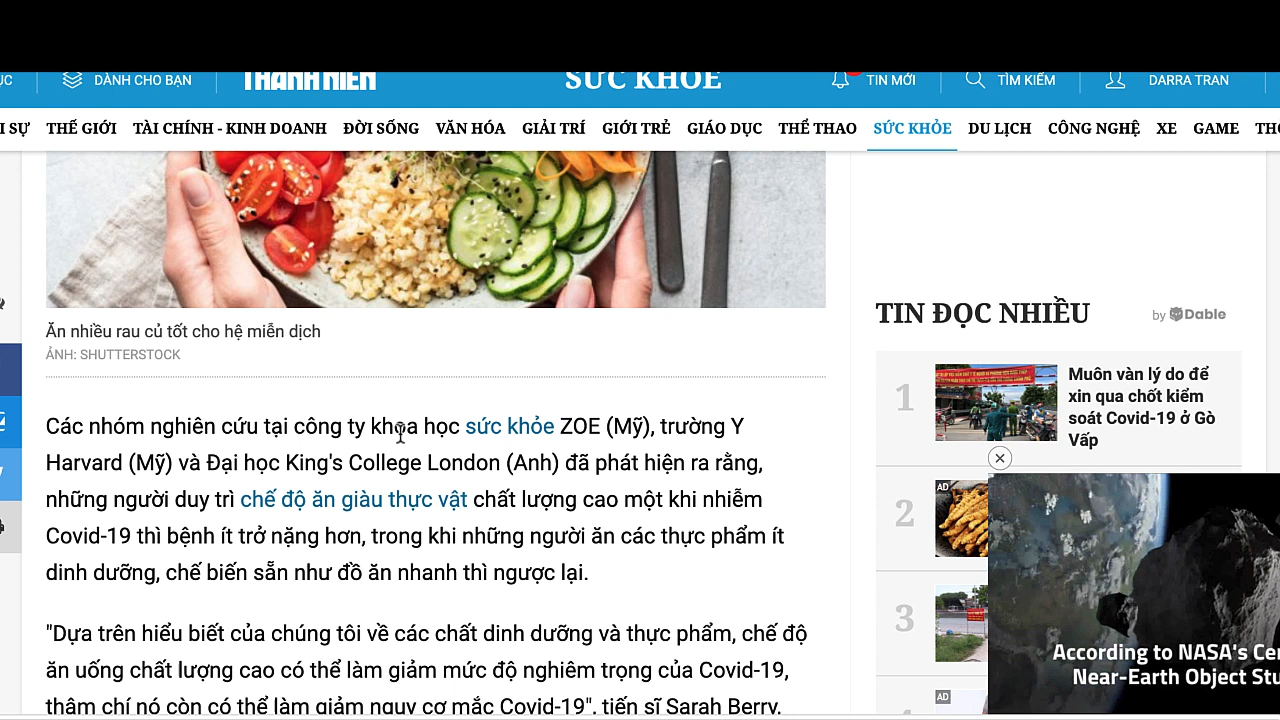 DÀNH CHO BẠN
THANH NIÊN
SỨC KHỎE
TIN MỚI
TÌM KIẾM
DARRA TRAN
I SỰ THẾ GIỚI TÀI CHÍNH - KINH DOANH ĐỜI SỐNG VĂN HÓA GIẢI TRÍ GIỚI TRẺ GIÁO DỤC THỂ THAO SỨC KHỎE DU LỊCH CÔNG NGHỆ XE GAME
Ăn nhiều rau củ tốt cho hệ miễn dịch
ẢNH: SHUTTERSTOCK
Các nhóm nghiên cứu tại công ty khoa học sức khỏe ZOE (Mỹ), trường Y
Harvard (Mỹ) và Đại học King's College London (Anh) đã phát hiện ra rằng,
những người duy trì chế độ ăn giàu thực vật chất lượng cao một khi nhiễm
Covid-19 thì bệnh ít trở nặng hơn, trong khi những người ăn các thực phẩm ít
dinh dưỡng, chế biến sẵn như đồ ăn nhanh thì ngược lại.
"Dựa trên hiểu biết của chúng tôi về các chất dinh dưỡng và thực phẩm, chế độ
ăn uống chất lượng cao có thể làm giảm mức độ nghiêm trọng của Covid-19,
thậm chí nó còn có thể làm giảm nguy cơ mắc Covid-19", tiến sĩ Sarah Berry,
TIN ĐỌC NHIỀU
by Dable
1
Muôn vàn lý do để
xin qua chốt kiểm
soát Covid-19 ở Gò
Vấp
2
AD
3
AD
According to NASA's Cen
Near-Earth Object Stu